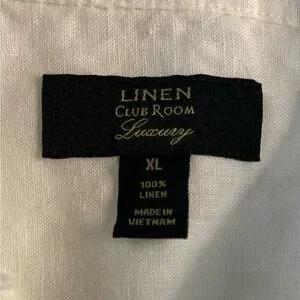 LINEN
CLUB ROOM
Luxury
XL
100%
LINEN
MADE IN
VIETNAM